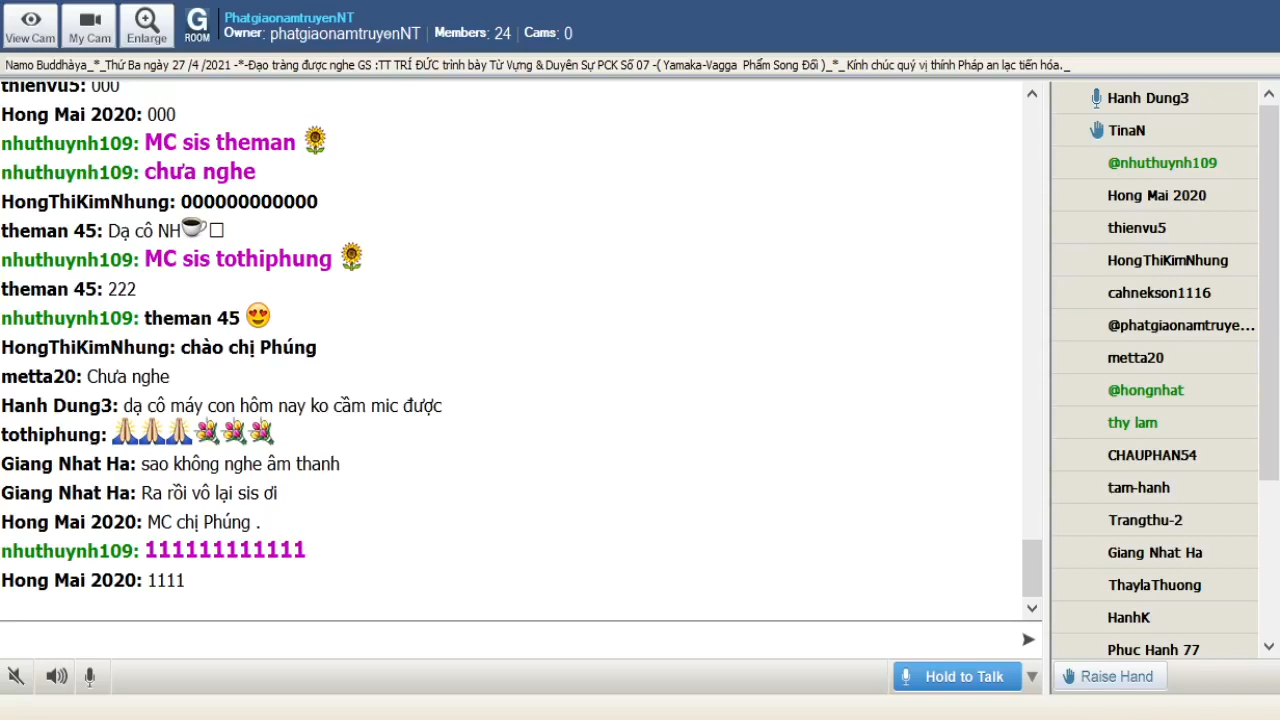 View Cam
My Cam
Enlarge
G
ROOM
PhatgiaonamtruyenNT
Owner: phatgiaonamtruyenNT | Members: 24 | Cams: 0
Namo Buddhàya_*_Thứ Ba ngày 27 /4 /2021 -*-Đạo tràng được nghe GS :TT TRÍ ĐỨC trình bày Từ Vựng & Duyên Sự PCK Số 07 -( Yamaka-Vagga Phẩm Song Đối )_*_ Kính chúc quý vị thính Pháp an lạc tiến hóa._
thienvu5: 000
Hong Mai 2020: 000
nhuthuynh109: MC sis theman
nhuthuynh109: chưa nghe
HongThiKimNhung: 000000000000
theman 45: Dạ cô NH
nhuthuynh109: MC sis tothiphung
theman 45: 222
nhuthuynh109: theman 45
HongThiKimNhung: chào chị Phúng
metta20: Chưa nghe
Hanh Dung3: dạ cô máy con hôm nay ko cầm mic được
tothiphung:
Giang Nhat Ha: sao không nghe âm thanh
Giang Nhat Ha: Ra rồi vô lại sis ơi
Hong Mai 2020: MC chị Phúng .
nhuthuynh109: 111111111111
Hong Mai 2020: 1111
Hold to Talk
Hanh Dung3
TinaN
@nhuthuynh109
Hong Mai 2020
thienvu5
HongThiKimNhung
cahnekson1116
@phatgiaonamtruye...
metta20
@hongnhat
thy lam
CHAUPHAN54
tam-hanh
Trangthu-2
Giang Nhat Ha
ThaylaThuong
HanhK
Phuc Hanh 77
Raise Hand